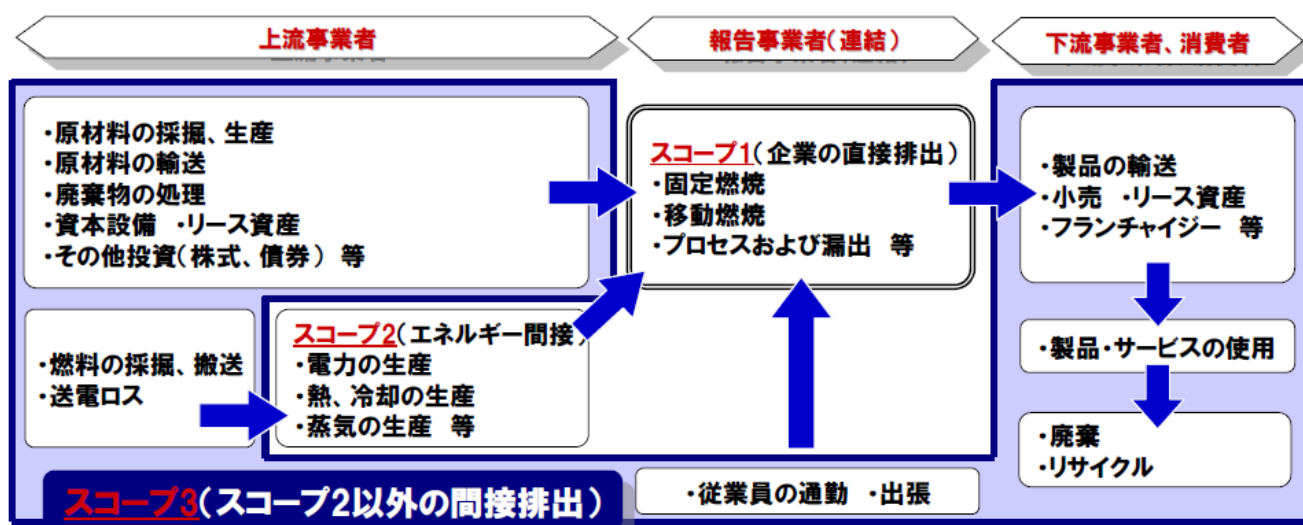 上流事業者
報告事業者(連結)
下流事業者、消費者
・原材料の採掘、生産
・原材料の輸送
・廃棄物の処理
・資本設備 ・リース資産
・その他投資(株式、債券) 等
スコープ1(企業の直接排出)
・固定燃焼
・移動燃焼
・プロセスおよび漏出 等
・製品の輸送
・小売 ・リース資産
・フランチャイジー 等
・燃料の採掘、搬送
・送電ロス
スコープ2(エネルギー間接)
・電力の生産
・熱、冷却の生産
・蒸気の生産 等
・製品・サービスの使用
・廃棄
・リサイクル
スコープ3(スコープ2以外の間接排出)
・従業員の通勤 ・出張